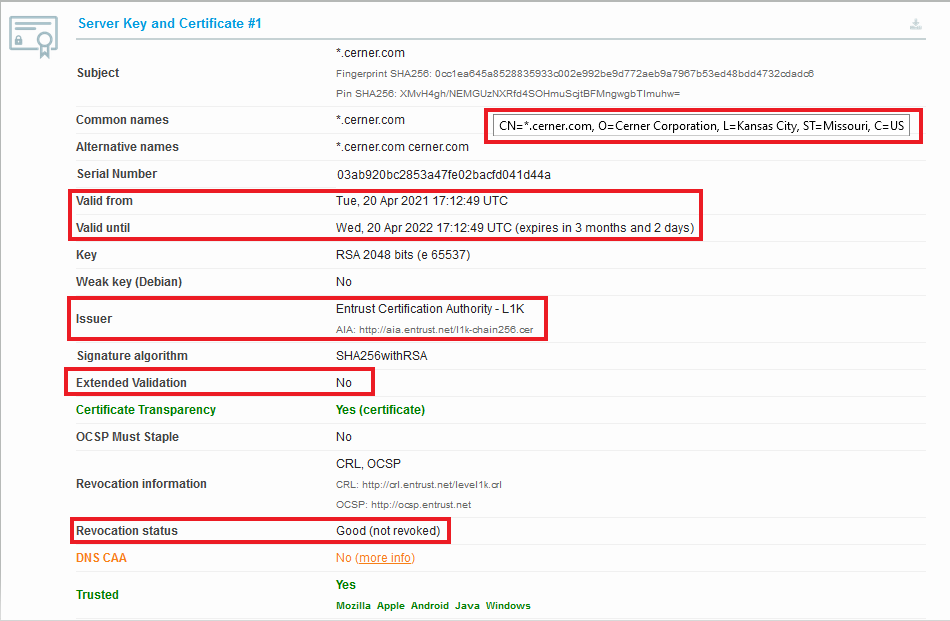 Server Key and Certificate #1
Subject
*.cerner.com
Fingerprint SHA256: 0cc1ea645a8528835933c002e992be9d772aeb9a7967b53ed48bdd4732cdadc6
Pin SHA256: XMvH4gh/NEMGUzNXRfd4SOHmuScjtBFMngwgbTImuhw=
Common names
*.cerner.com
CN=*.cerner.com, O=Cerner Corporation, L=Kansas City, ST=Missouri, C=US
Alternative names
*.cerner.com cerner.com
Serial Number
03ab920bc2853a47fe02bacfd041d44a
Valid from
Tue, 20 Apr 2021 17:12:49 UTC
Valid until
Wed, 20 Apr 2022 17:12:49 UTC (expires in 3 months and 2 days)
Key
RSA 2048 bits (e 65537)
Weak key (Debian)
No
Issuer
Entrust Certification Authority - L1K
AIA: http://aia.entrust.net/l1k-chain256.cer
Signature algorithm
SHA256withRSA
Extended Validation
No
Certificate Transparency
Yes (certificate)
OCSP Must Staple
No
Revocation information
CRL, OCSP
CRL: http://crl.entrust.net/level1k.crl
OCSP: http://ocsp.entrust.net
Revocation status
Good (not revoked)
DNS CAA
No (more info)
Trusted
Yes
Mozilla Apple Android Java Windows